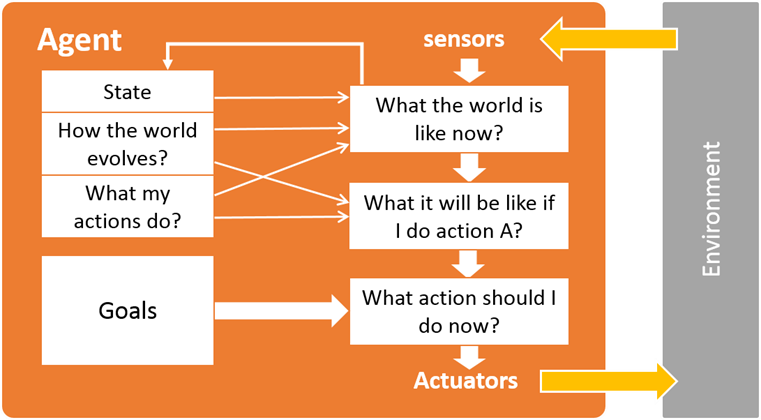 Agent
sensors
State
How the world
evolves?
What my
actions do?
Goals
What the world is
like now?
What it will be like if
I do action A?
What action should I
do now?
Actuators
Environment